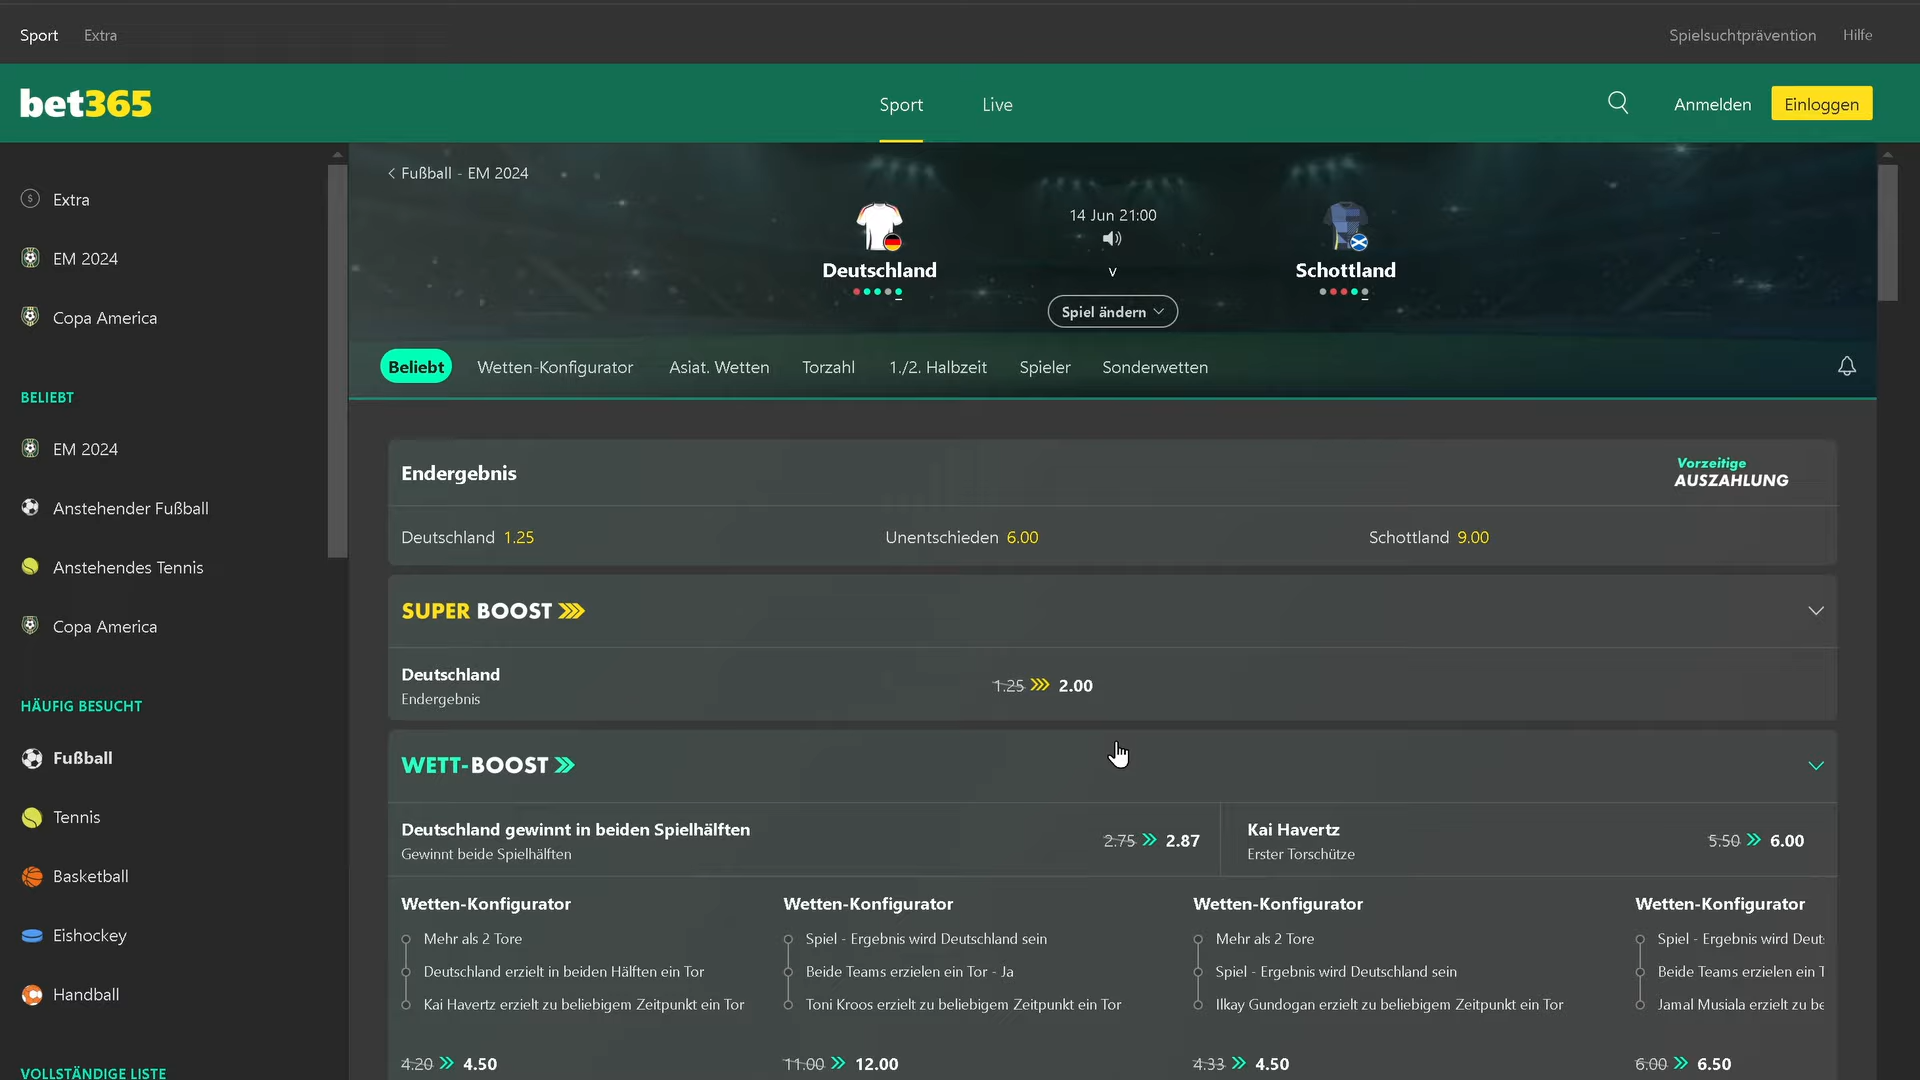 Sport Extra Spielsuchtprävention Hilfe
bet365 Sport Live Anmelden Einloggen
Extra
EM 2024
Copa America
BELIEBT
EM 2024
Anstehender Fußball
Anstehendes Tennis
Copa America
HÄUFIG BESUCHT
Fußball
Tennis
Basketball
Eishockey
Handball
VOLLSTÄNDIGE LISTE
Fußball - EM 2024
14 Jun 21:00
Deutschland v Schottland
Spiel ändern
Beliebt Wetten-Konfigurator Asiat. Wetten Torzahl 1./2. Halbzeit Spieler Sonderwetten
Endergebnis Vorzeitige AUSZAHLUNG
Deutschland 1.25 Unentschieden 6.00 Schottland 9.00
SUPER BOOST
Deutschland
Endergebnis
1.25 2.00
WETT-BOOST
Deutschland gewinnt in beiden Spielhälften
Gewinnt beide Spielhälften
2.75 2.87
Kai Havertz
Erster Torschütze
5.50 6.00
Wetten-Konfigurator
Mehr als 2 Tore
Deutschland erzielt in beiden Hälften ein Tor
Kai Havertz erzielt zu beliebigem Zeitpunkt ein Tor
4.20 4.50
Wetten-Konfigurator
Spiel - Ergebnis wird Deutschland sein
Beide Teams erzielen ein Tor - Ja
Toni Kroos erzielt zu beliebigem Zeitpunkt ein Tor
11.00 12.00
Wetten-Konfigurator
Mehr als 2 Tore
Spiel - Ergebnis wird Deutschland sein
Ilkay Gundogan erzielt zu beliebigem Zeitpunkt ein Tor
4.33 4.50
Wetten-Konfigurator
Spiel - Ergebnis wird Deut
Beide Teams erzielen ein T
Jamal Musiala erzielt zu be
6.00 6.50